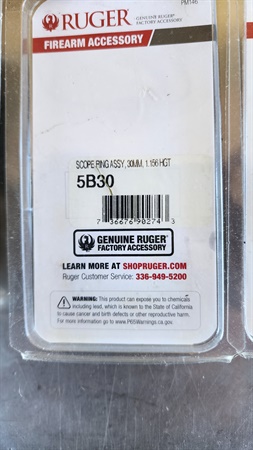 PM146
RUGER®
GENUINE RUGER®
FACTORY ACCESSORY
FIREARM ACCESSORY
SCOPE RING ASSY, 30MM, 1.156 HGT
5B30
7 36676 90274 3
GENUINE RUGER®
FACTORY ACCESSORY
LEARN MORE AT SHOPRUGER.COM
Ruger Customer Service: 336-949-5200
WARNING: This product can expose you to chemicals
including lead, which is known to the State of California
to cause cancer and birth defects or other reproductive harm.
For more information go to www.P65Warnings.ca.gov.